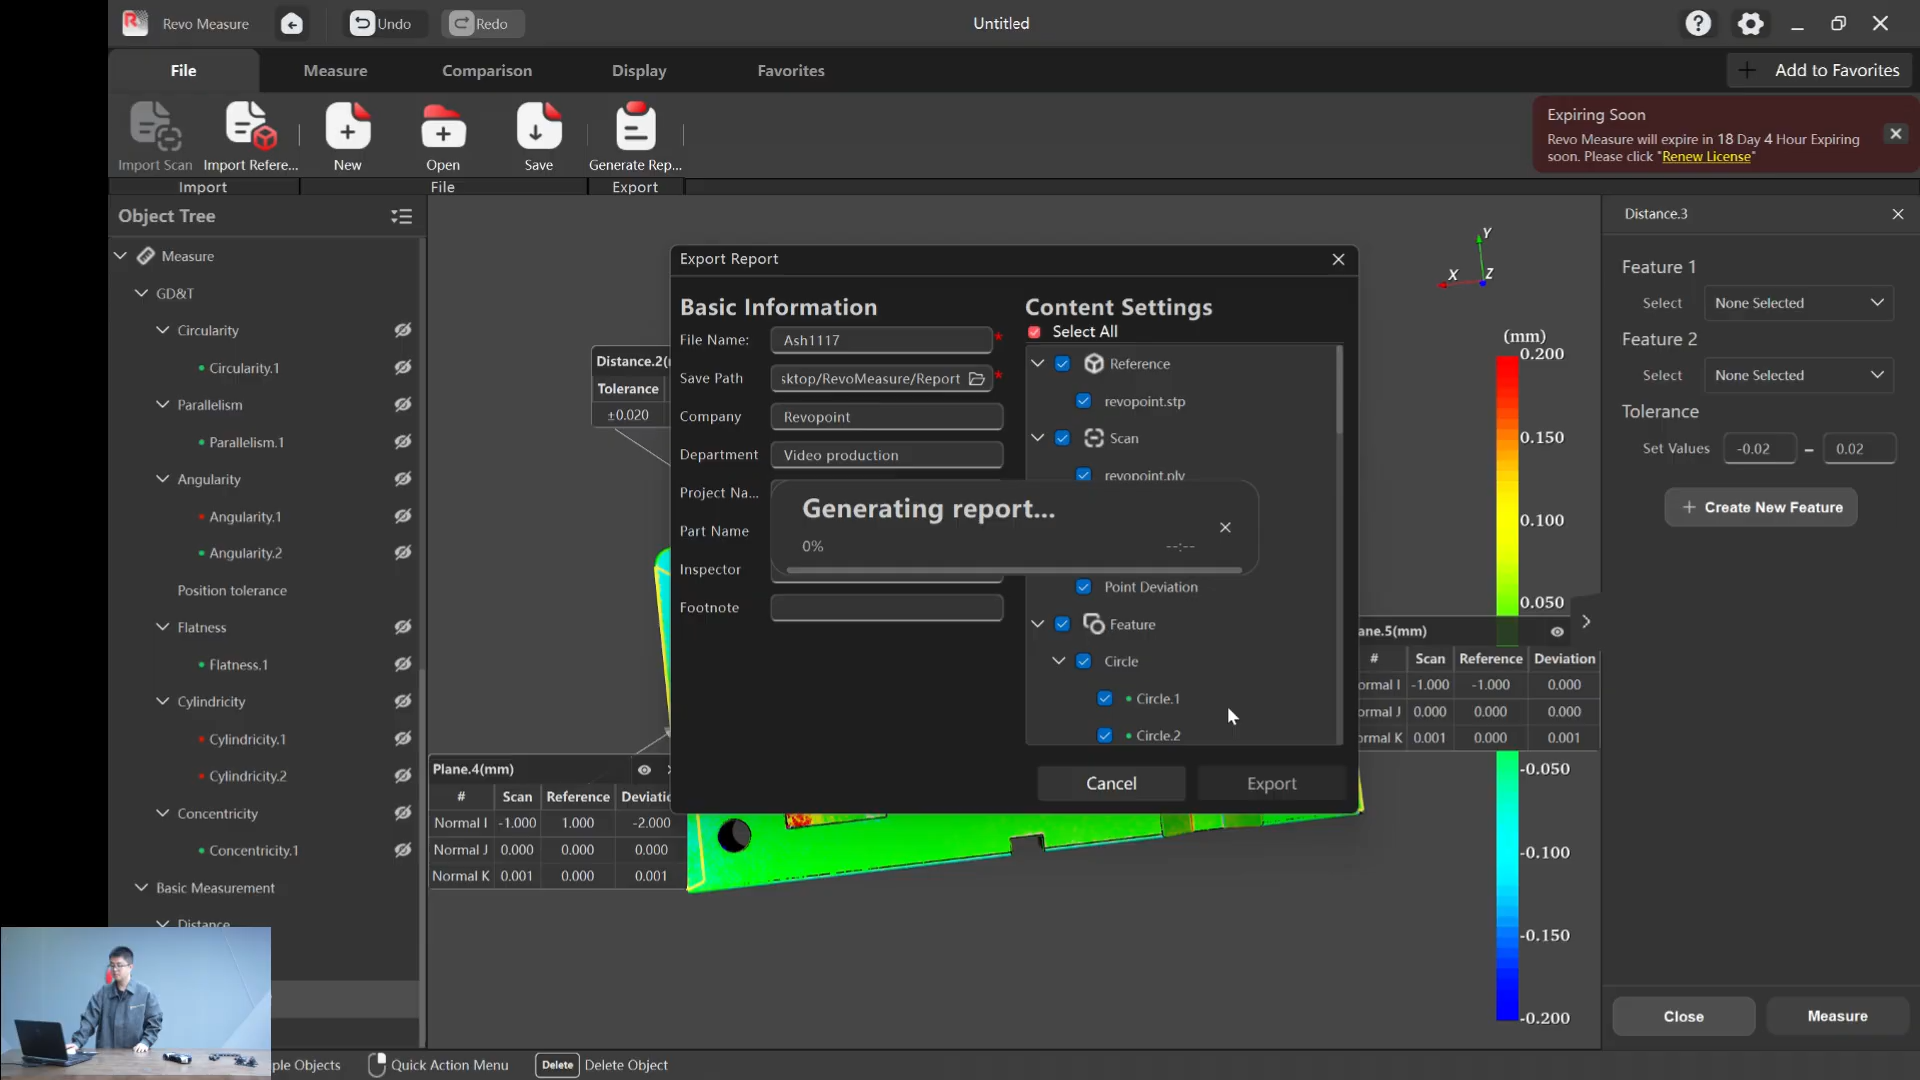 Revo Measure
Undo
Redo
Untitled
File
Measure
Comparison
Display
Favorites
Add to Favorites
Import Scan
Import Refere...
New
Open
Save
Generate Rep...
Import
File
Export
Expiring Soon
Revo Measure will expire in 18 Day 4 Hour Expiring
soon. Please click "Renew License"
Object Tree
Measure
GD&T
Circularity
Circularity.1
Parallelism
Parallelism.1
Angularity
Angularity.1
Angularity.2
Position tolerance
Flatness
Flatness.1
Cylindricity
Cylindricity.1
Cylindricity.2
Concentricity
Concentricity.1
Basic Measurement
Distance
Distance.2(
Tolerance
±0.020
Plane.4(mm)
# Scan Reference Deviatio
Normal I -1.000 1.000 -2.000
Normal J 0.000 0.000 0.000
Normal K 0.001 0.000 0.001
Export Report
Basic Information
File Name: Ash1117 *
Save Path sktop/RevoMeasure/Report *
Company Revopoint
Department Video production
Project Na...
Part Name
Inspector
Footnote
Content Settings
Select All
Reference
revopoint.stp
Scan
revopoint.ply
Generating report...
0% --:--
Point Deviation
Feature
Circle
Circle.1
Circle.2
Cancel
Export
Y
X
Z
(mm)
0.200
0.150
0.100
0.050
-0.050
-0.100
-0.150
-0.200
ane.5(mm)
# Scan Reference Deviation
ormal I -1.000 -1.000 0.000
ormal J 0.000 0.000 0.000
ormal K 0.001 0.000 0.001
Distance.3
Feature 1
Select None Selected
Feature 2
Select None Selected
Tolerance
Set Values -0.02 – 0.02
Create New Feature
Close
Measure
ple Objects
Quick Action Menu
Delete
Delete Object